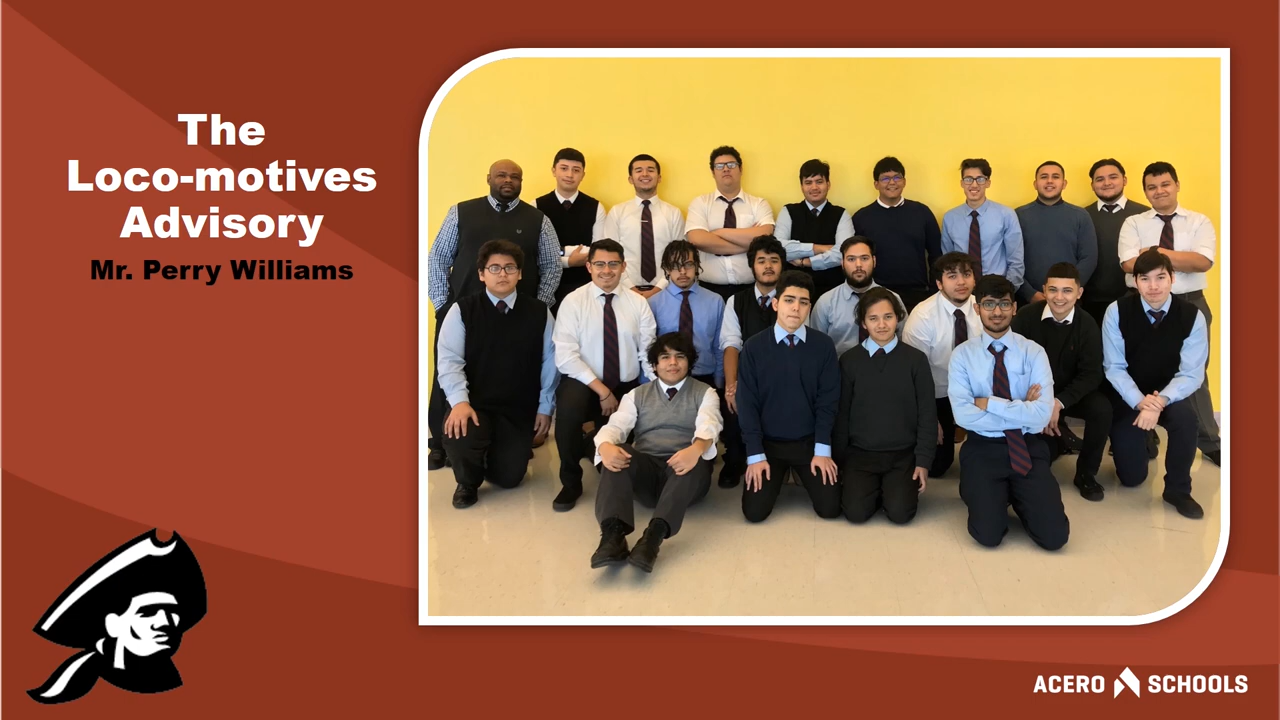 The
Loco-motives
Advisory
Mr. Perry Williams
ACERO SCHOOLS